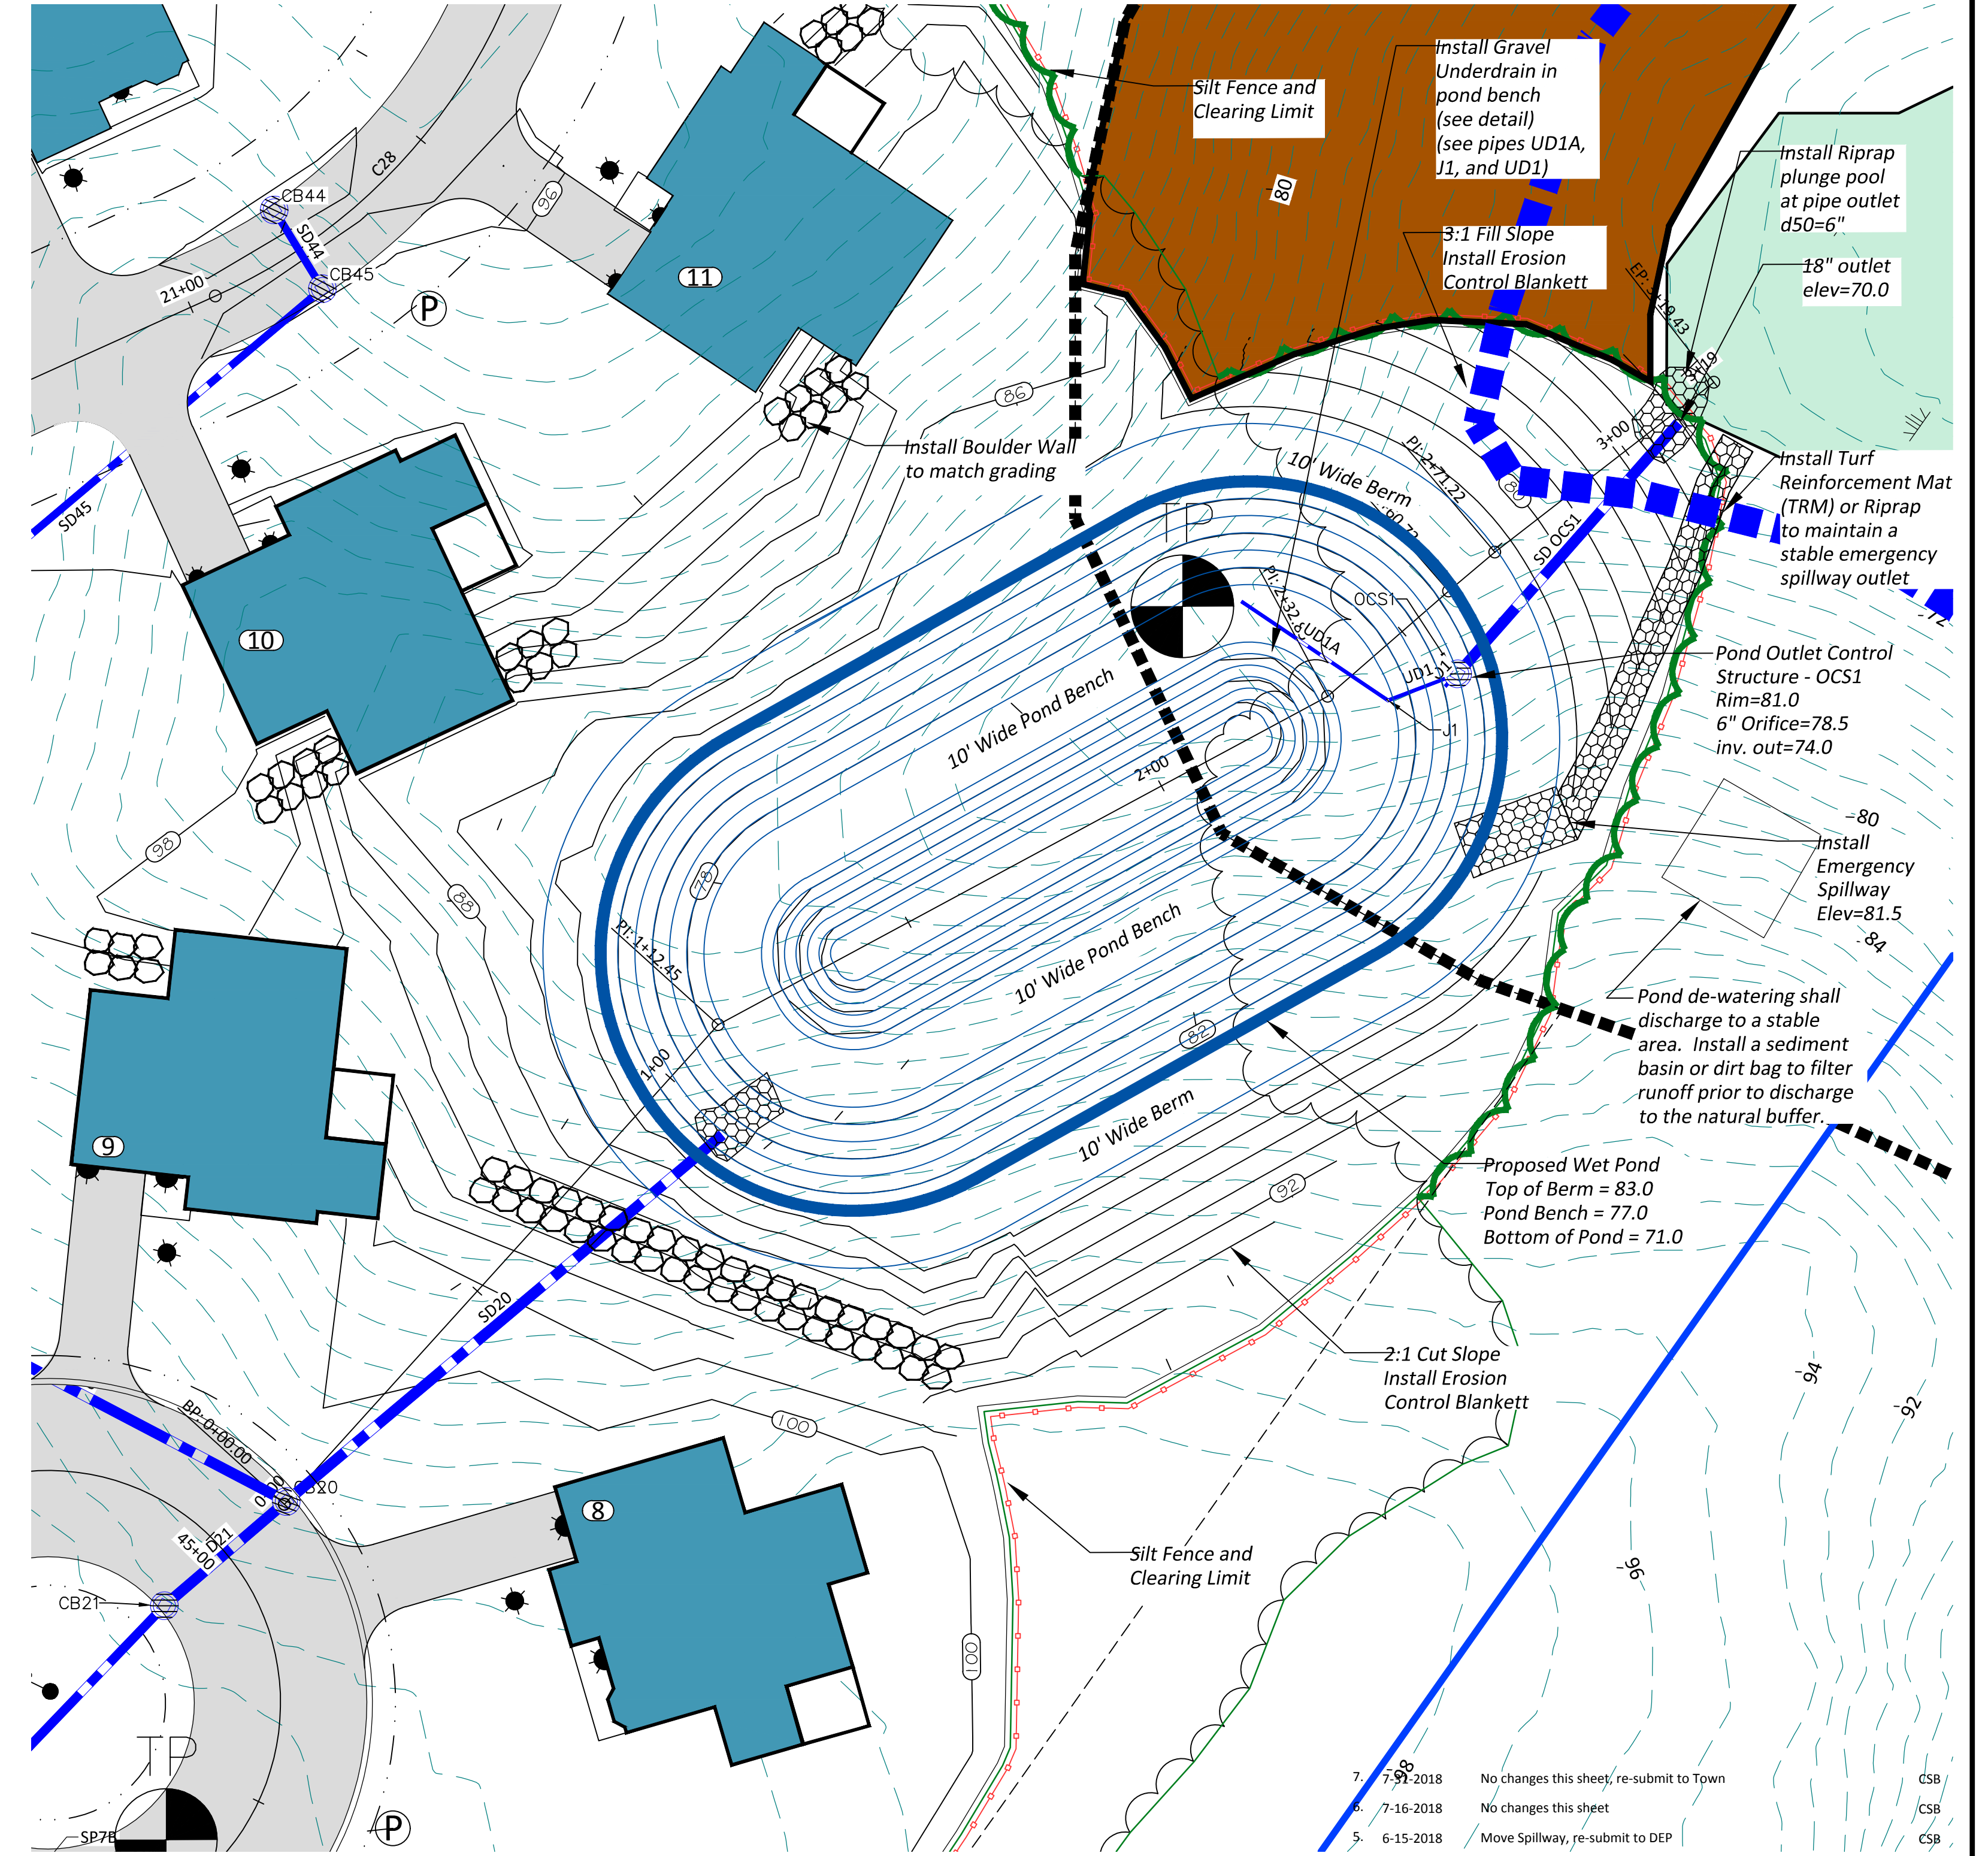 Silt Fence and
Clearing Limit
Install Gravel
Underdrain in
pond bench
(see detail)
(see pipes UD1A,
J1, and UD1)
Install Riprap
plunge pool
at pipe outlet
d50=6"
18" outlet
elev=70.0
3:1 Fill Slope
Install Erosion
Control Blankett
80
EP: 3+19.43
3+19
C28
CB44
SD44
CB45
21+00
P
96
11
86
Install Boulder Wall
to match grading
SD45
10
10' Wide Berm
PI: 2+71.22
80
3+00
SD OCS1
Install Turf
Reinforcement Mat
(TRM) or Riprap
to maintain a
stable emergency
spillway outlet
72
TP
OCS1
UD1A
UD1
J1
Pond Outlet Control
Structure - OCS1
Rim=81.0
6" Orifice=78.5
inv. out=74.0
10' Wide Pond Bench
2+00
98
88
78
PI: 1+12.45
1+00
10' Wide Pond Bench
82
10' Wide Berm
80
Install
Emergency
Spillway
Elev=81.5
84
Pond de-watering shall
discharge to a stable
area. Install a sediment
basin or dirt bag to filter
runoff prior to discharge
to the natural buffer.
9
Proposed Wet Pond
Top of Berm = 83.0
Pond Bench = 77.0
Bottom of Pond = 71.0
92
SD20
2:1 Cut Slope
Install Erosion
Control Blankett
94
92
BP: 0+00.00
CB20
100
45+00
CB21
8
Silt Fence and
Clearing Limit
96
100
TP
SP7B
P
98
7. 7-31-2018 No changes this sheet, re-submit to Town CSB
6. 7-16-2018 No changes this sheet CSB
5. 6-15-2018 Move Spillway, re-submit to DEP CSB